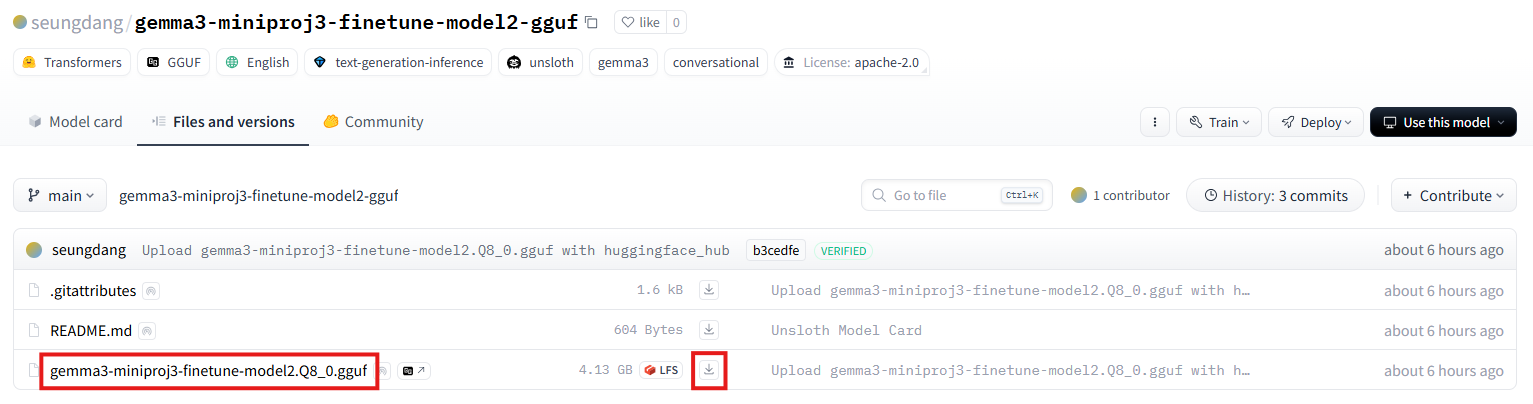 seungdang/gemma3-miniproj3-finetune-model2-gguf like 0
Transformers GGUF English text-generation-inference unsloth gemma3 conversational License: apache-2.0
Model card Files and versions Community Train Deploy Use this model
main gemma3-miniproj3-finetune-model2-gguf Go to file Ctrl+K 1 contributor History: 3 commits + Contribute
seungdang Upload gemma3-miniproj3-finetune-model2.Q8_0.gguf with huggingface_hub b3cedfe VERIFIED about 6 hours ago
.gitattributes 1.6 kB Upload gemma3-miniproj3-finetune-model2.Q8_0.gguf with h… about 6 hours ago
README.md 604 Bytes Unsloth Model Card about 6 hours ago
gemma3-miniproj3-finetune-model2.Q8_0.gguf 4.13 GB LFS Upload gemma3-miniproj3-finetune-model2.Q8_0.gguf with h… about 6 hours ago